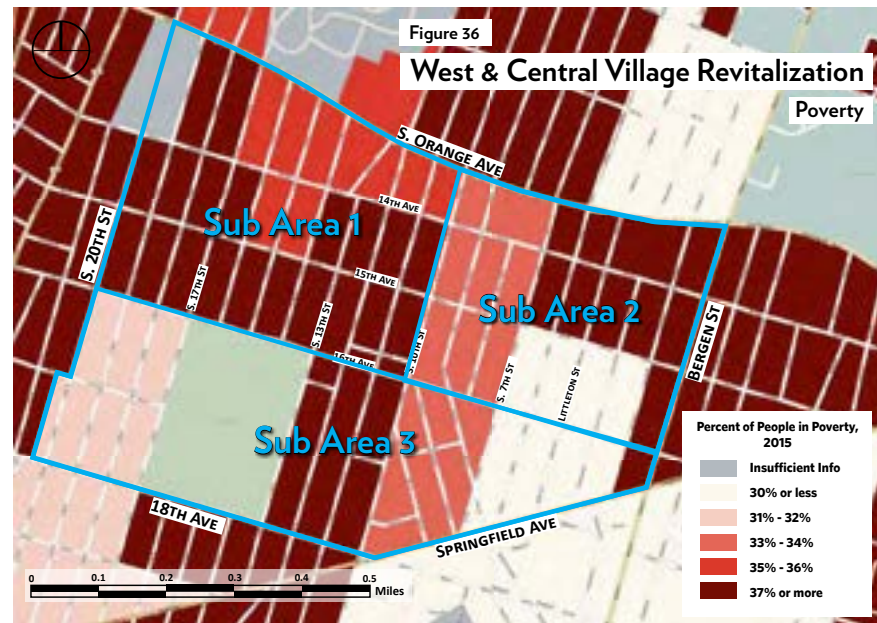 Figure 36
West & Central Village Revitalization
Poverty
S. ORANGE AVE
14TH AVE
Sub Area 1
S. 20TH ST
15TH AVE
S. 17TH ST
Sub Area 2
S. 13TH ST
BERGEN ST
16TH AVE
S. 10TH ST
S. 7TH ST
LITTLETON ST
Sub Area 3
18TH AVE
SPRINGFIELD AVE
Percent of People in Poverty,
2015
Insufficient Info
30% or less
31% - 32%
33% - 34%
35% - 36%
37% or more
0 0.1 0.2 0.3 0.4 0.5
Miles